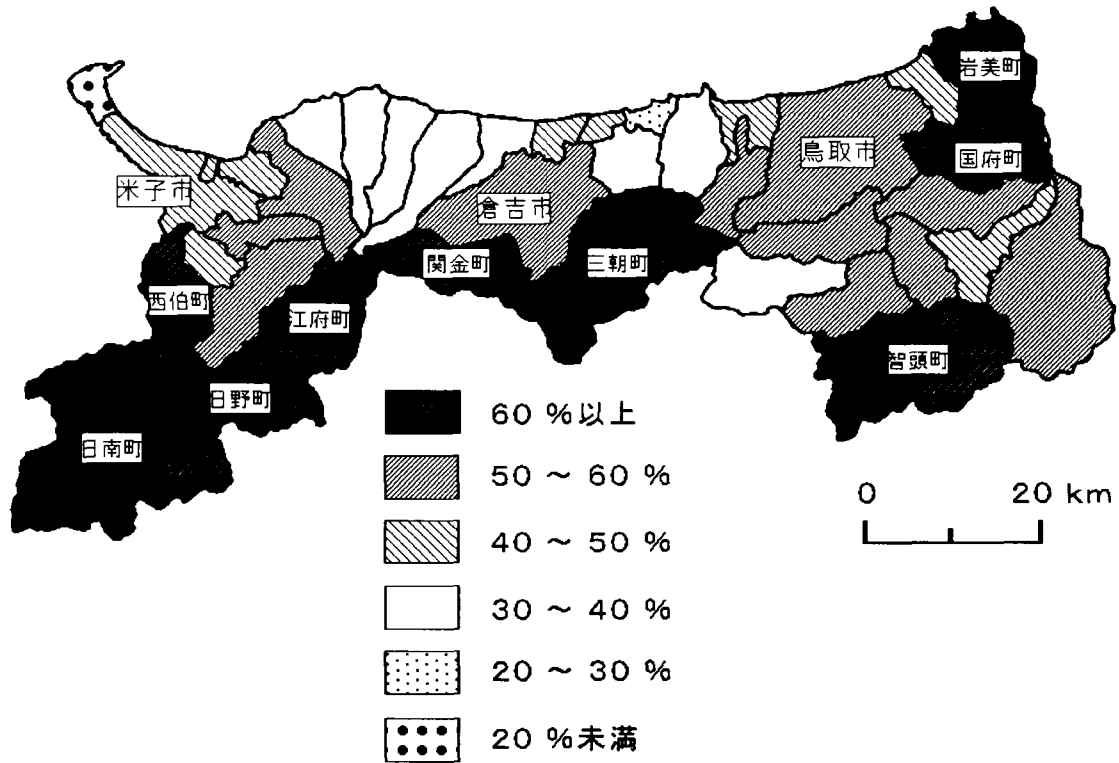 岩美町
鳥取市
国府町
米子市
倉吉市
関金町
三朝町
西伯町
江府町
智頭町
日野町
日南町
60 %以上
50 ~ 60 %
40 ~ 50 %
30 ~ 40 %
20 ~ 30 %
20 %未満
0 20 km